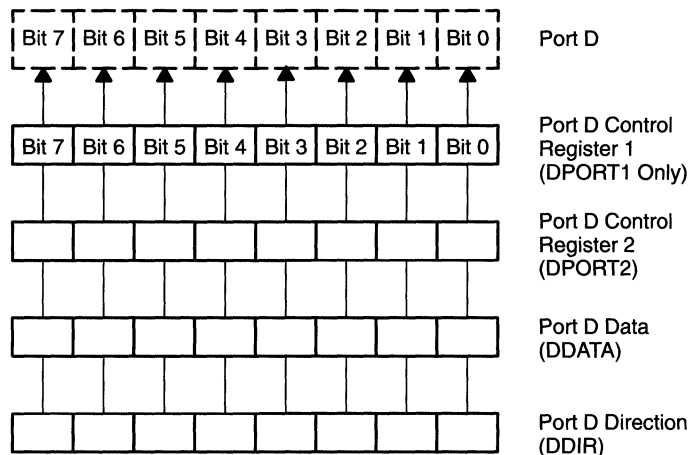 Bit 7 Bit 6 Bit 5 Bit 4 Bit 3 Bit 2 Bit 1 Bit 0 Port D
Bit 7 Bit 6 Bit 5 Bit 4 Bit 3 Bit 2 Bit 1 Bit 0
Port D Control
Register 1
(DPORT1 Only)
Port D Control
Register 2
(DPORT2)
Port D Data
(DDATA)
Port D Direction
(DDIR)